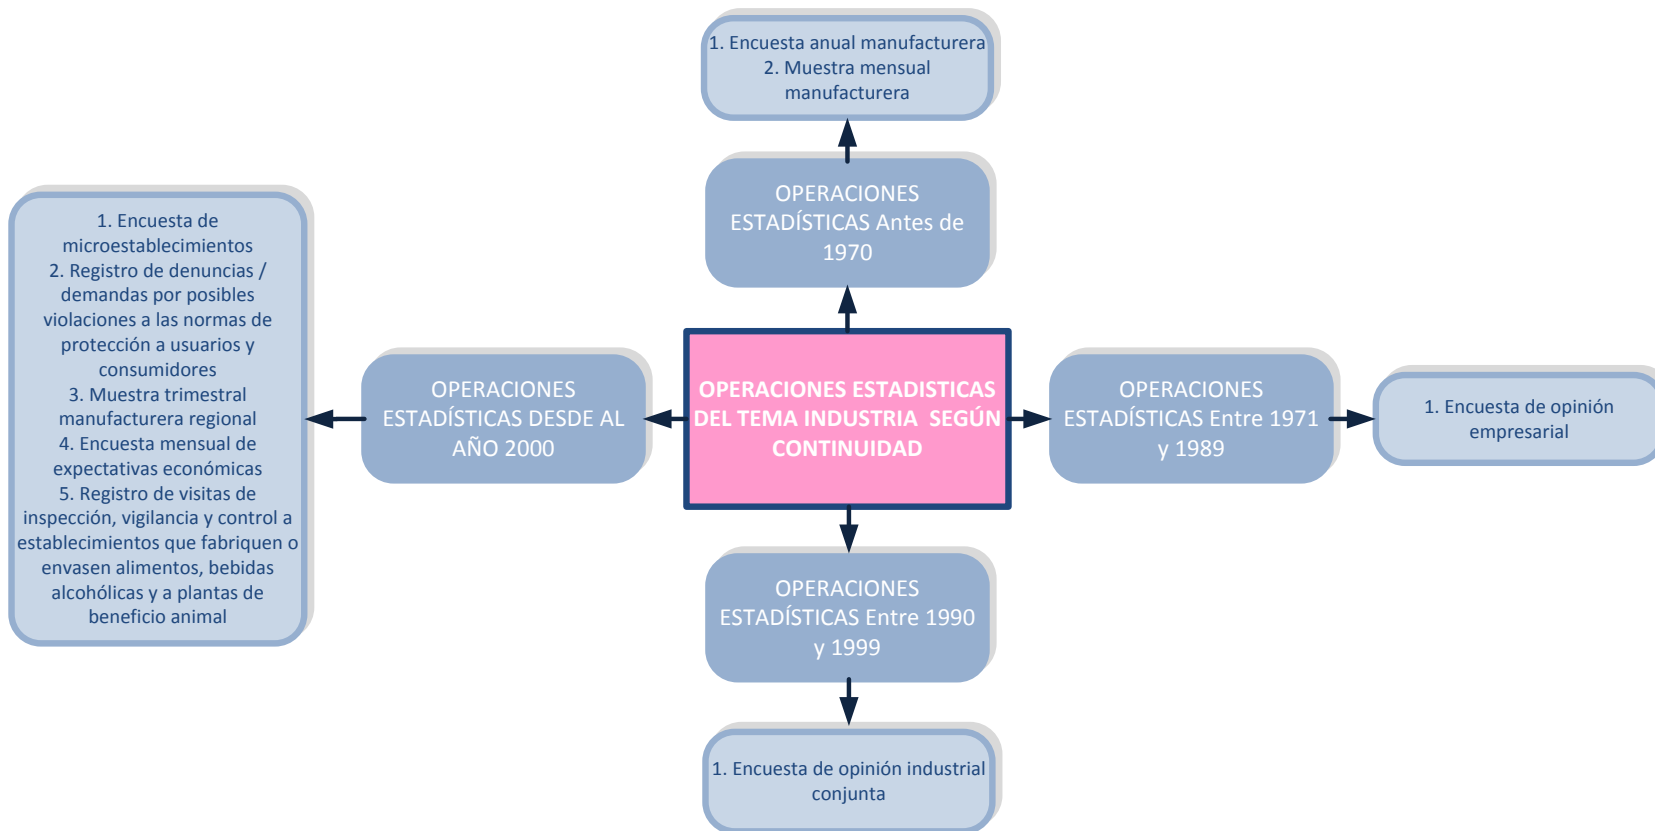 1. Encuesta anual manufacturera
2. Muestra mensual
manufacturera
OPERACIONES
ESTADÍSTICAS Antes de
1970
1. Encuesta de
microestablecimientos
2. Registro de denuncias /
demandas por posibles
violaciones a las normas de
protección a usuarios y
consumidores
3. Muestra trimestral
manufacturera regional
4. Encuesta mensual de
expectativas económicas
5. Registro de visitas de
inspección, vigilancia y control a
establecimientos que fabriquen o
envasen alimentos, bebidas
alcohólicas y a plantas de
beneficio animal
OPERACIONES
ESTADÍSTICAS DESDE AL
AÑO 2000
OPERACIONES ESTADISTICAS
DEL TEMA INDUSTRIA  SEGÚN
CONTINUIDAD
OPERACIONES
ESTADÍSTICAS Entre 1971
y 1989
1. Encuesta de opinión
empresarial
OPERACIONES
ESTADÍSTICAS Entre 1990
y 1999
1. Encuesta de opinión industrial
conjunta